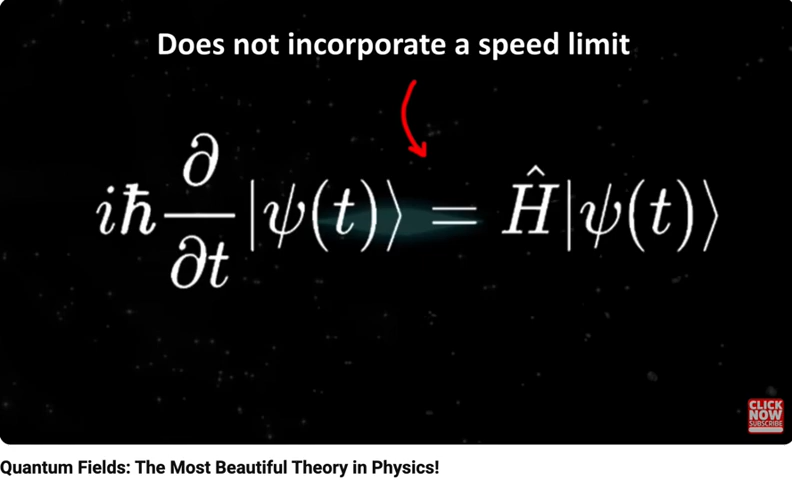 Does not incorporate a speed limit
iħ ∂/∂t |ψ(t)⟩ = Ĥ|ψ(t)⟩
CLICK
NOW
SUBSCRIBE
Quantum Fields: The Most Beautiful Theory in Physics!